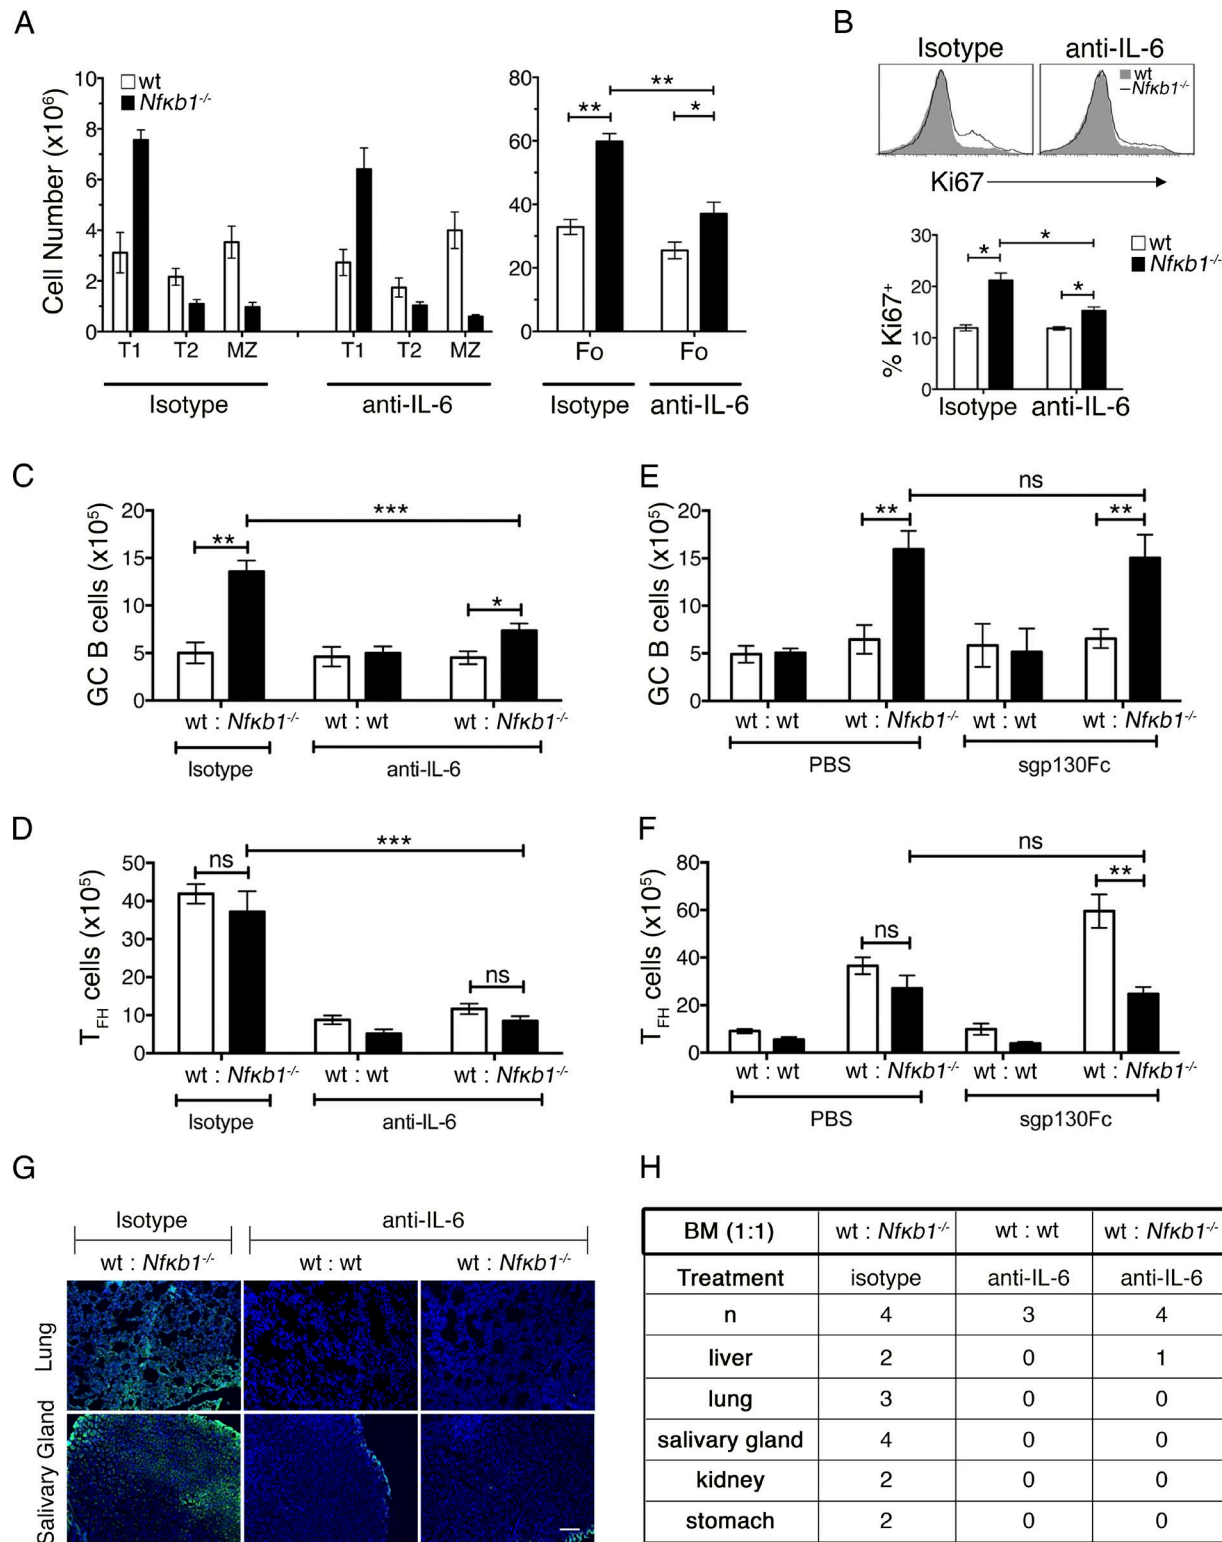 A
wt
Nfκb1-/-
Cell Number (x10⁶)
10
8
6
4
2
0
T1 T2 MZ T1 T2 MZ
Isotype anti-IL-6
80
60
40
20
0
** ** *
Fo Fo
Isotype anti-IL-6
B
Isotype anti-IL-6
wt
Nfκb1-/-
Ki67
wt
Nfκb1-/-
% Ki67⁺
30
20
10
0
* * *
Isotype anti-IL-6
C
GC B cells (x10⁵)
20
15
10
5
0
*** ** *
wt : Nfκb1-/- wt : wt wt : Nfκb1-/-
Isotype anti-IL-6
E
GC B cells (x10⁵)
20
15
10
5
0
ns
** **
wt : wt wt : Nfκb1-/- wt : wt wt : Nfκb1-/-
PBS sgp130Fc
D
TFH cells (x10⁵)
50
40
30
20
10
0
*** ns ns
wt : Nfκb1-/- wt : wt wt : Nfκb1-/-
Isotype anti-IL-6
F
TFH cells (x10⁵)
80
60
40
20
0
ns
ns **
wt : wt wt : Nfκb1-/- wt : wt wt : Nfκb1-/-
PBS sgp130Fc
G
Isotype anti-IL-6
wt : Nfκb1-/- wt : wt wt : Nfκb1-/-
Lung
Salivary Gland
H
BM (1:1) wt : Nfκb1-/- wt : wt wt : Nfκb1-/-
Treatment isotype anti-IL-6 anti-IL-6
n 4 3 4
liver 2 0 1
lung 3 0 0
salivary gland 4 0 0
kidney 2 0 0
stomach 2 0 0